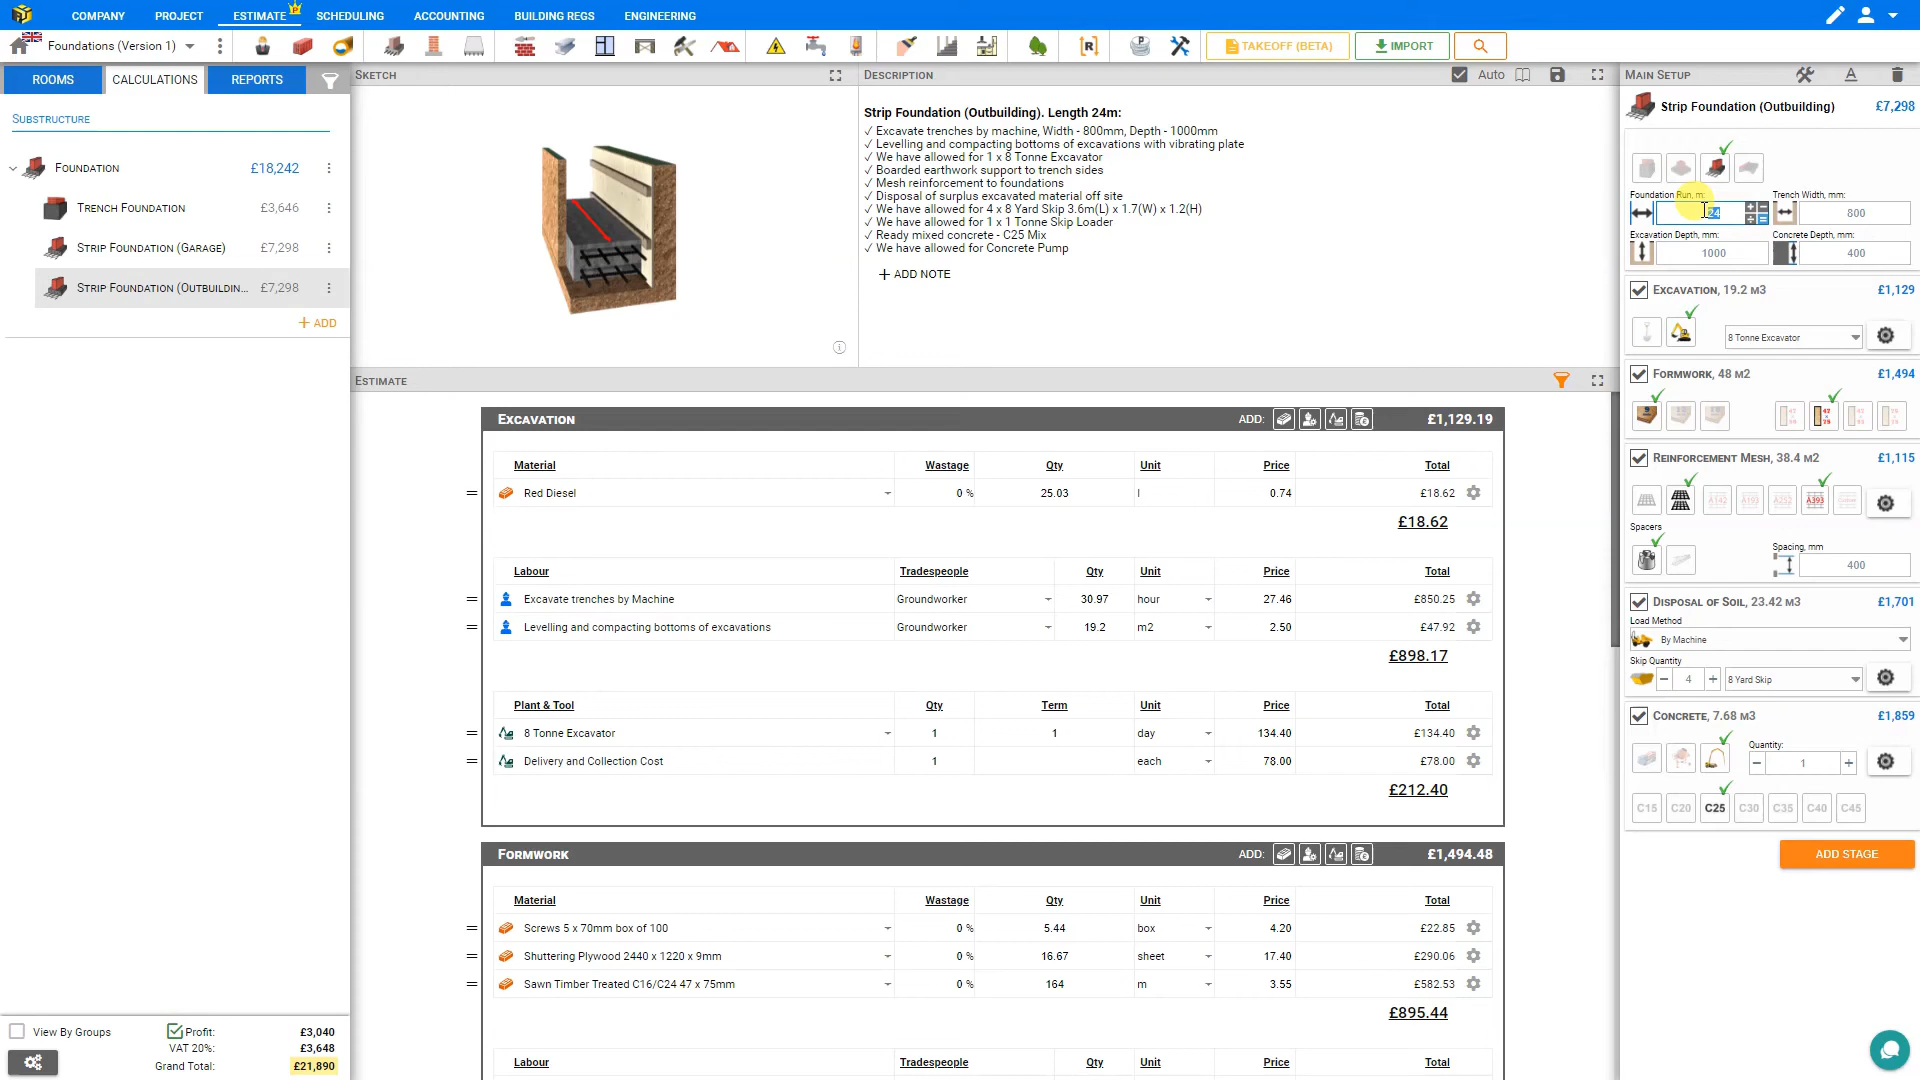 COMPANY PROJECT ESTIMATE SCHEDULING ACCOUNTING BUILDING REGS ENGINEERING
Foundations (Version 1) TAKEOFF (BETA) IMPORT
ROOMS CALCULATIONS REPORTS
SUBSTRUCTURE
FOUNDATION £18,242
TRENCH FOUNDATION £3,646
STRIP FOUNDATION (GARAGE) £7,298
STRIP FOUNDATION (OUTBUILDIN... £7,298
+ ADD
View By Groups
Profit: £3,040
VAT 20%: £3,648
Grand Total: £21,890
SKETCH
DESCRIPTION Auto
Strip Foundation (Outbuilding). Length 24m:
✓ Excavate trenches by machine, Width - 800mm, Depth - 1000mm
✓ Levelling and compacting bottoms of excavations with vibrating plate
✓ We have allowed for 1 x 8 Tonne Excavator
✓ Boarded earthwork support to trench sides
✓ Mesh reinforcement to foundations
✓ Disposal of surplus excavated material off site
✓ We have allowed for 4 x 8 Yard Skip 3.6m(L) x 1.7(W) x 1.2(H)
✓ We have allowed for 1 x 1 Tonne Skip Loader
✓ Ready mixed concrete - C25 Mix
✓ We have allowed for Concrete Pump
+ ADD NOTE
ESTIMATE
EXCAVATION ADD: £1,129.19
Material Wastage Qty Unit Price Total
Red Diesel 0 % 25.03 l 0.74 £18.62
£18.62
Labour Tradespeople Qty Unit Price Total
Excavate trenches by Machine Groundworker 30.97 hour 27.46 £850.25
Levelling and compacting bottoms of excavations Groundworker 19.2 m2 2.50 £47.92
£898.17
Plant & Tool Qty Term Unit Price Total
8 Tonne Excavator 1 1 day 134.40 £134.40
Delivery and Collection Cost 1 each 78.00 £78.00
£212.40
FORMWORK ADD: £1,494.48
Material Wastage Qty Unit Price Total
Screws 5 x 70mm box of 100 0 % 5.44 box 4.20 £22.85
Shuttering Plywood 2440 x 1220 x 9mm 0 % 16.67 sheet 17.40 £290.06
Sawn Timber Treated C16/C24 47 x 75mm 0 % 164 m 3.55 £582.53
£895.44
Labour Tradespeople Qty Unit Price Total
MAIN SETUP
Strip Foundation (Outbuilding) £7,298
Foundation Run, m: Trench Width, mm:
24 800
Excavation Depth, mm: Concrete Depth, mm:
1000 400
EXCAVATION, 19.2 M3 £1,129
8 Tonne Excavator
FORMWORK, 48 M2 £1,494
REINFORCEMENT MESH, 38.4 M2 £1,115
A142 A193 A252 A393
Spacers
Spacing, mm
400
DISPOSAL OF SOIL, 23.42 M3 £1,701
Load Method
By Machine
Skip Quantity
4 8 Yard Skip
CONCRETE, 7.68 M3 £1,859
Quantity:
1
C15 C20 C25 C30 C35 C40 C45
ADD STAGE